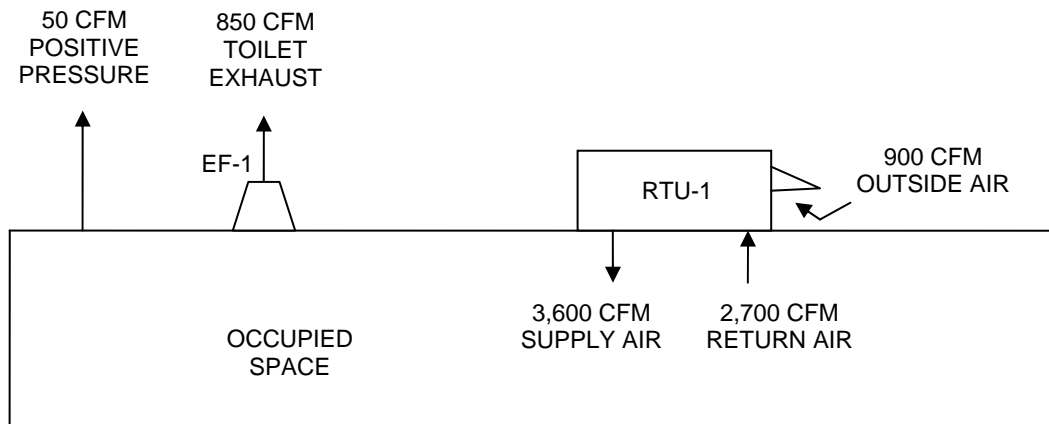 50 CFM
POSITIVE
PRESSURE
850 CFM
TOILET
EXHAUST
EF-1
RTU-1
900 CFM
OUTSIDE AIR
3,600 CFM
SUPPLY AIR
2,700 CFM
RETURN AIR
OCCUPIED
SPACE